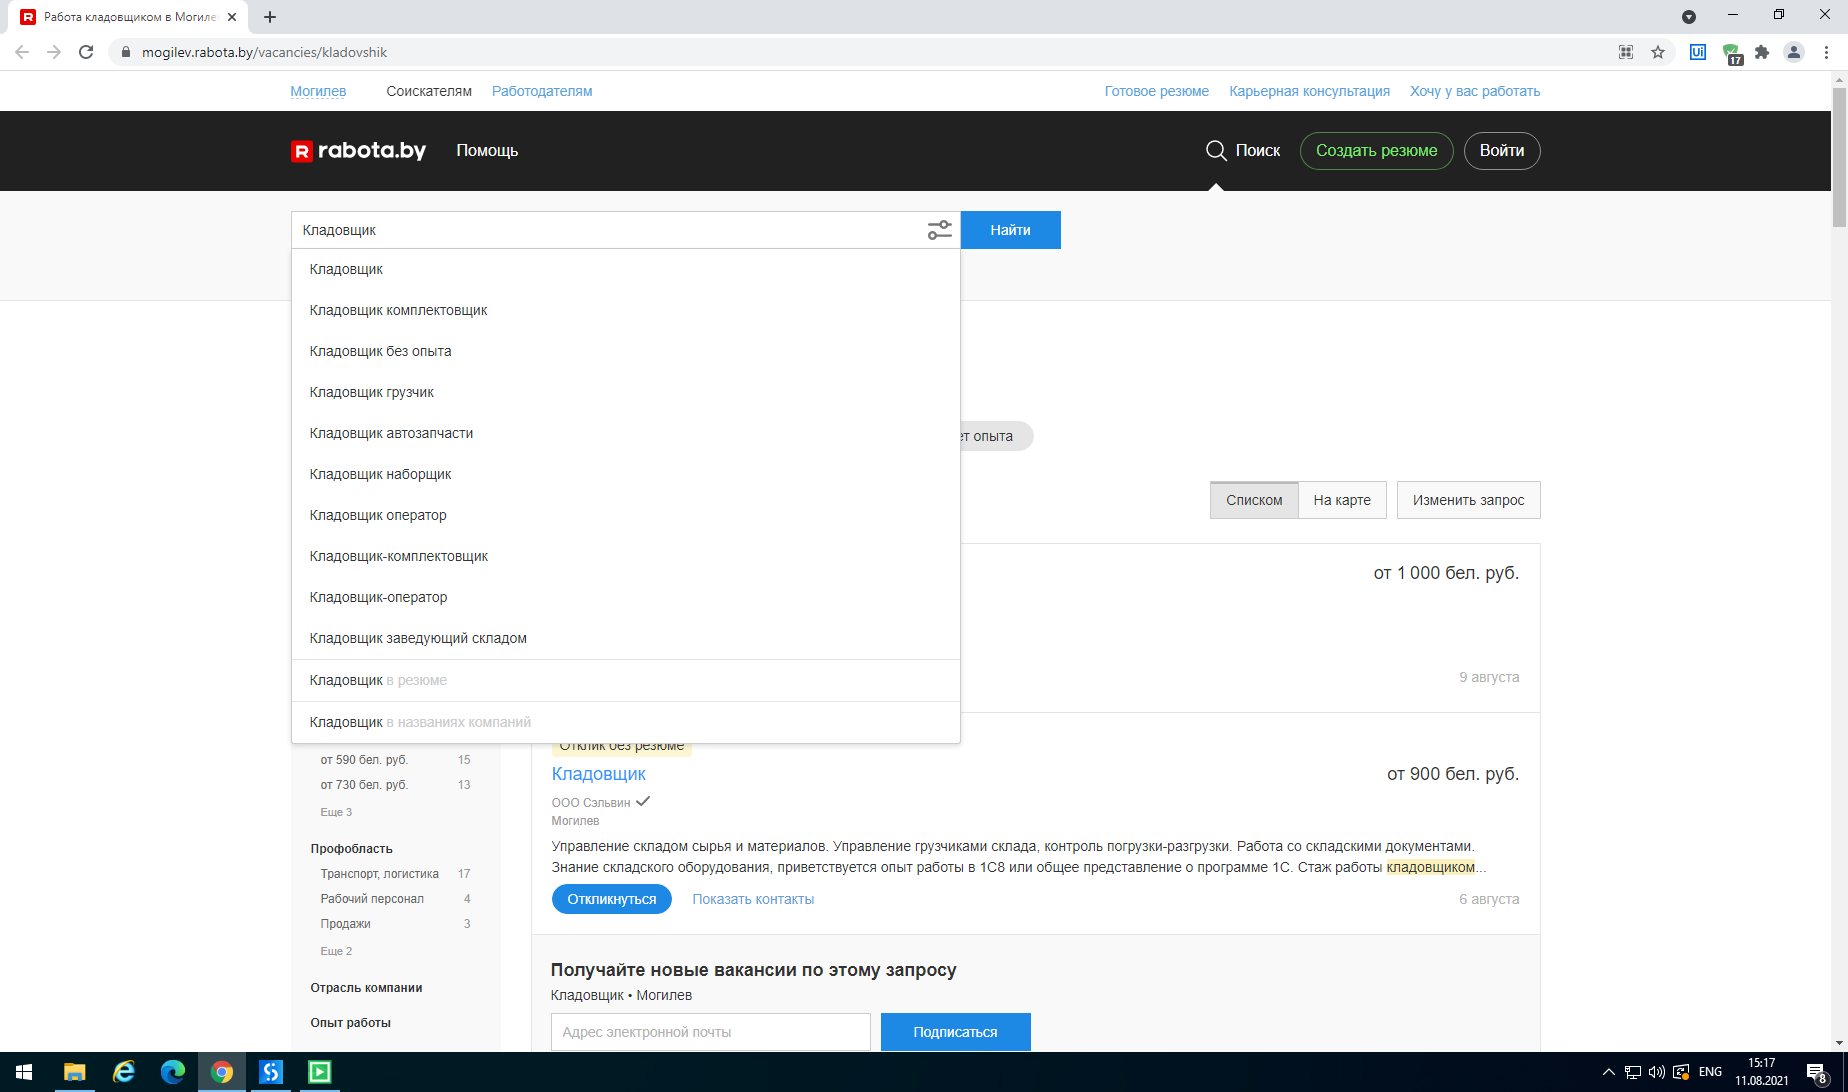 Работа кладовщиком в Могиле
mogilev.rabota.by/vacancies/kladovshik
Ui
17
Могилев Соискателям Работодателям Готовое резюме Карьерная консультация Хочу у вас работать
R rabota.by Помощь Поиск Создать резюме Войти
Кладовщик Найти
Кладовщик
Кладовщик комплектовщик
Кладовщик без опыта
Кладовщик грузчик
Кладовщик автозапчасти
ет опыта
Кладовщик наборщик
Списком На карте Изменить запрос
Кладовщик оператор
Кладовщик-комплектовщик
от 1 000 бел. руб.
Кладовщик-оператор
Кладовщик заведующий складом
Кладовщик в резюме
9 августа
Кладовщик в названиях компаний
Отклик без резюме
от 590 бел. руб. 15
от 730 бел. руб. 13
Еще 3
Профобласть
Транспорт, логистика 17
Рабочий персонал 4
Продажи 3
Еще 2
Отрасль компании
Опыт работы
Кладовщик от 900 бел. руб.
ООО Сэльвин
Могилев
Управление складом сырья и материалов. Управление грузчиками склада, контроль погрузки-разгрузки. Работа со складскими документами.
Знание складского оборудования, приветствуется опыт работы в 1С8 или общее представление о программе 1С. Стаж работы кладовщиком...
Откликнуться Показать контакты 6 августа
Получайте новые вакансии по этому запросу
Кладовщик • Могилев
Адрес электронной почты Подписаться
ENG
15:17
11.08.2021
8